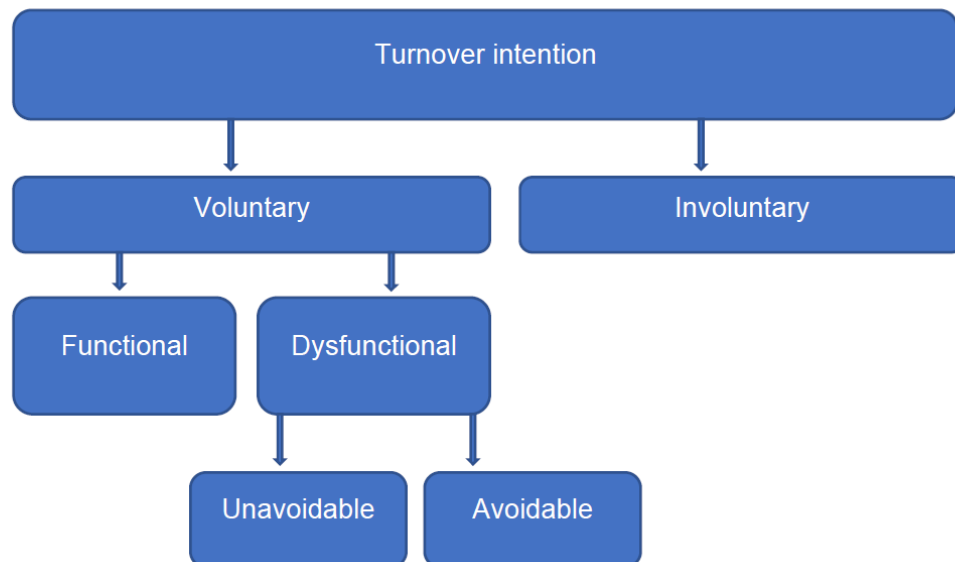 Turnover intention
Voluntary
Involuntary
Functional
Dysfunctional
Unavoidable
Avoidable